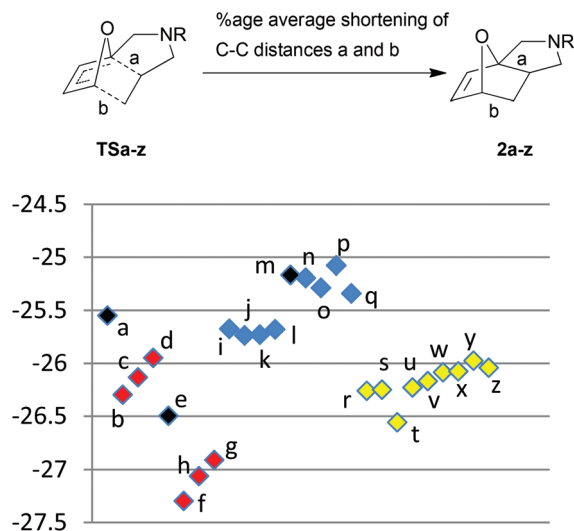 O
NR
a
b
TSa-z
%age average shortening of
C-C distances a and b
O
NR
a
b
2a-z
-24.5
-25
-25.5
-26
-26.5
-27
-27.5
a
b
c
d
e
f
h
g
i
j
k
l
m
n
o
p
q
r
s
t
u
v
w
x
y
z